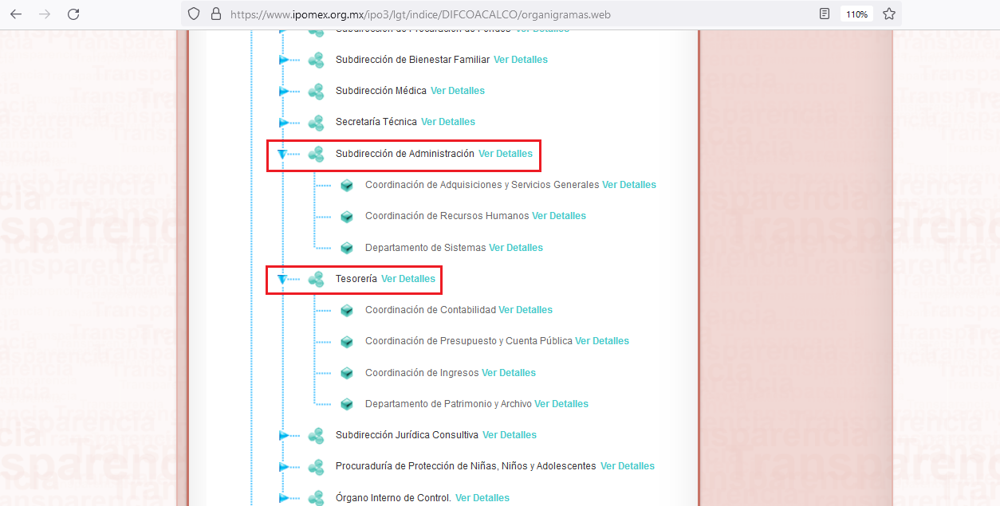 https://www.ipomex.org.mx/ipo3/lgt/indice/DIFCOACALCO/organigramas.web
110%
Subdirección de Procuración de Fondos Ver Detalles
Subdirección de Bienestar Familiar Ver Detalles
Subdirección Médica Ver Detalles
Secretaría Técnica Ver Detalles
Subdirección de Administración Ver Detalles
Coordinación de Adquisiciones y Servicios Generales Ver Detalles
Coordinación de Recursos Humanos Ver Detalles
Departamento de Sistemas Ver Detalles
Tesorería Ver Detalles
Coordinación de Contabilidad Ver Detalles
Coordinación de Presupuesto y Cuenta Pública Ver Detalles
Coordinación de Ingresos Ver Detalles
Departamento de Patrimonio y Archivo Ver Detalles
Subdirección Jurídica Consultiva Ver Detalles
Procuraduría de Protección de Niñas, Niños y Adolescentes Ver Detalles
Órgano Interno de Control. Ver Detalles